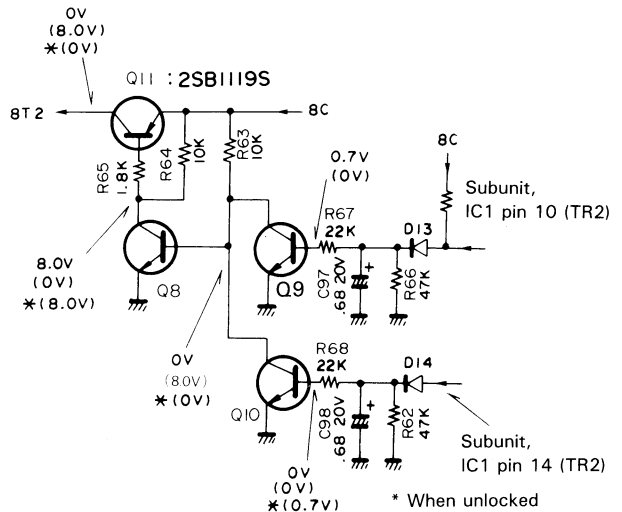 0V
(8.0V)
*(0V)
Q11 : 2SB1119S
8T2
8C
R65
1.8K
R64
10K
R63
10K
0.7V
(0V)
8C
Subunit,
IC1 pin 10 (TR2)
R67
22K
D13
8.0V
(0V)
*(8.0V)
Q8
Q9
C97
.68 20V
+
R66
47K
0V
(8.0V)
*(0V)
R68
22K
D14
Q10
C98
.68 20V
+
R62
47K
Subunit,
IC1 pin 14 (TR2)
0V
(0V)
*(0.7V)
* When unlocked